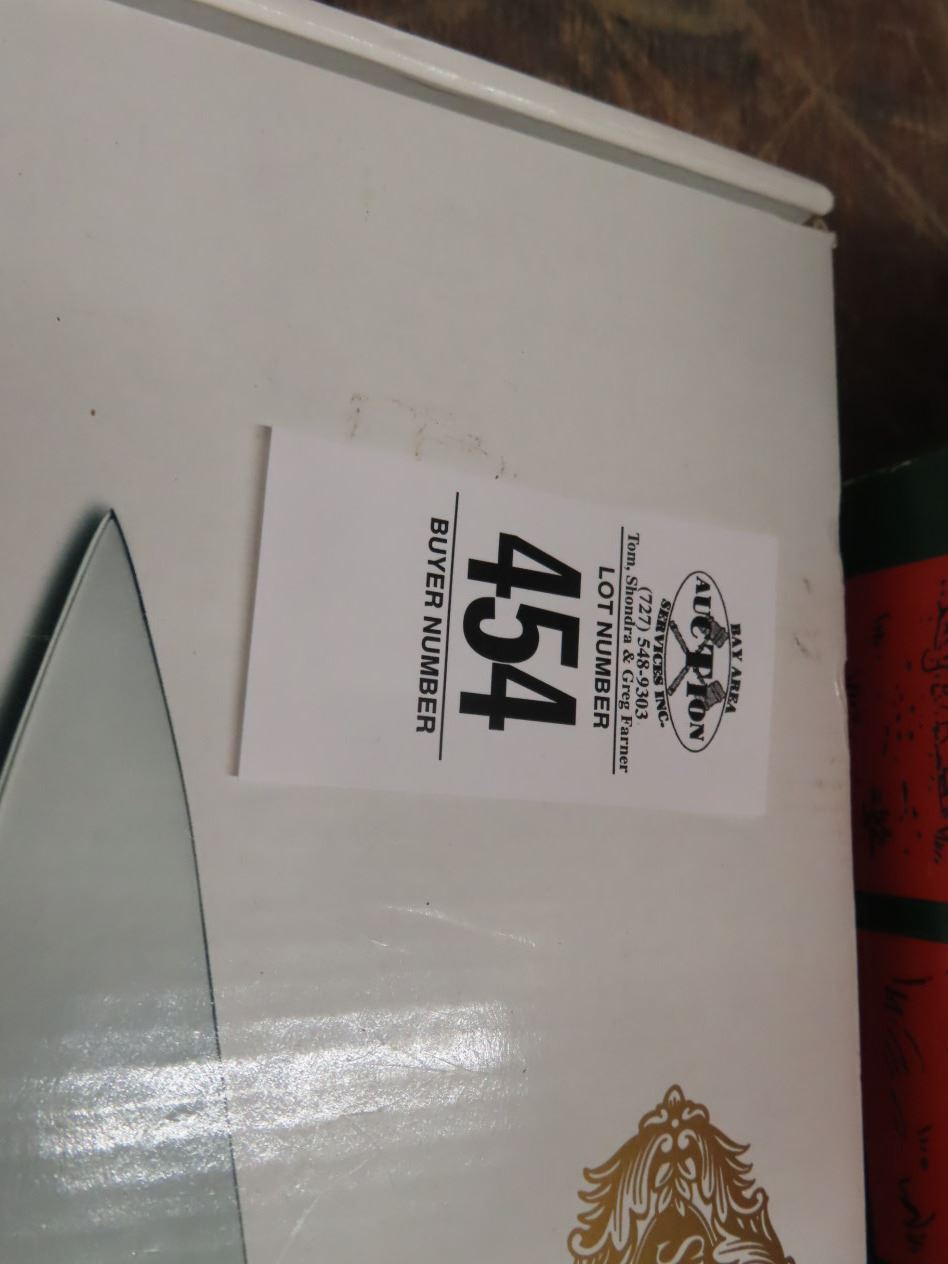 BAY AREA
AUCTION
SERVICES INC.
(727) 548-9303
Tom, Shondra & Greg Farner
LOT NUMBER
454
BUYER NUMBER